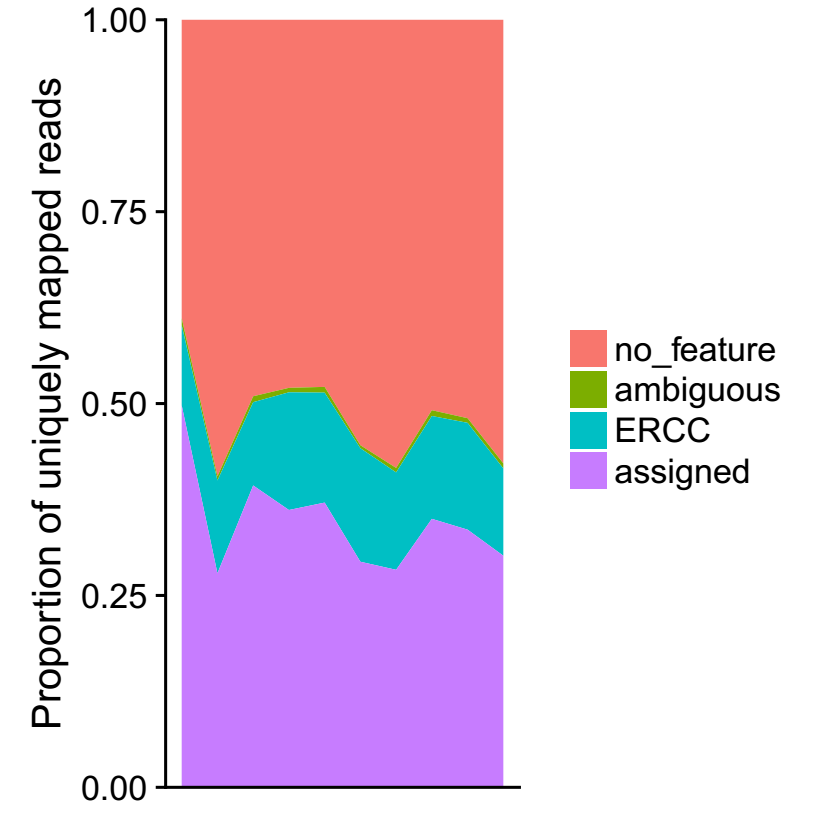 Proportion of uniquely mapped reads
1.00
0.75
0.50
0.25
0.00
no_feature
ambiguous
ERCC
assigned